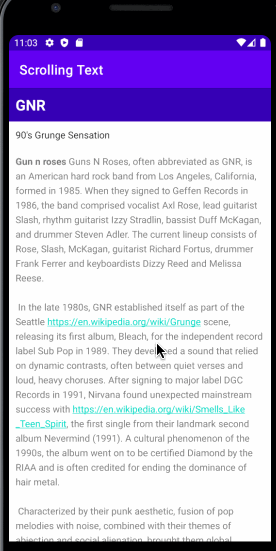 11:03
Scrolling Text
GNR
90's Grunge Sensation
Gun n roses Guns N Roses, often abbreviated as GNR, is
an American hard rock band from Los Angeles, California,
formed in 1985. When they signed to Geffen Records in
1986, the band comprised vocalist Axl Rose, lead guitarist
Slash, rhythm guitarist Izzy Stradlin, bassist Duff McKagan,
and drummer Steven Adler. The current lineup consists of
Rose, Slash, McKagan, guitarist Richard Fortus, drummer
Frank Ferrer and keyboardists Dizzy Reed and Melissa
Reese.
In the late 1980s, GNR established itself as part of the
Seattle https://en.wikipedia.org/wiki/Grunge scene,
releasing its first album, Bleach, for the independent record
label Sub Pop in 1989. They developed a sound that relied
on dynamic contrasts, often between quiet verses and
loud, heavy choruses. After signing to major label DGC
Records in 1991, Nirvana found unexpected mainstream
success with https://en.wikipedia.org/wiki/Smells_Like
_Teen_Spirit, the first single from their landmark second
album Nevermind (1991). A cultural phenomenon of the
1990s, the album went on to be certified Diamond by the
RIAA and is often credited for ending the dominance of
hair metal.
Characterized by their punk aesthetic, fusion of pop
melodies with noise, combined with their themes of
abjection and social alienation, brought them global